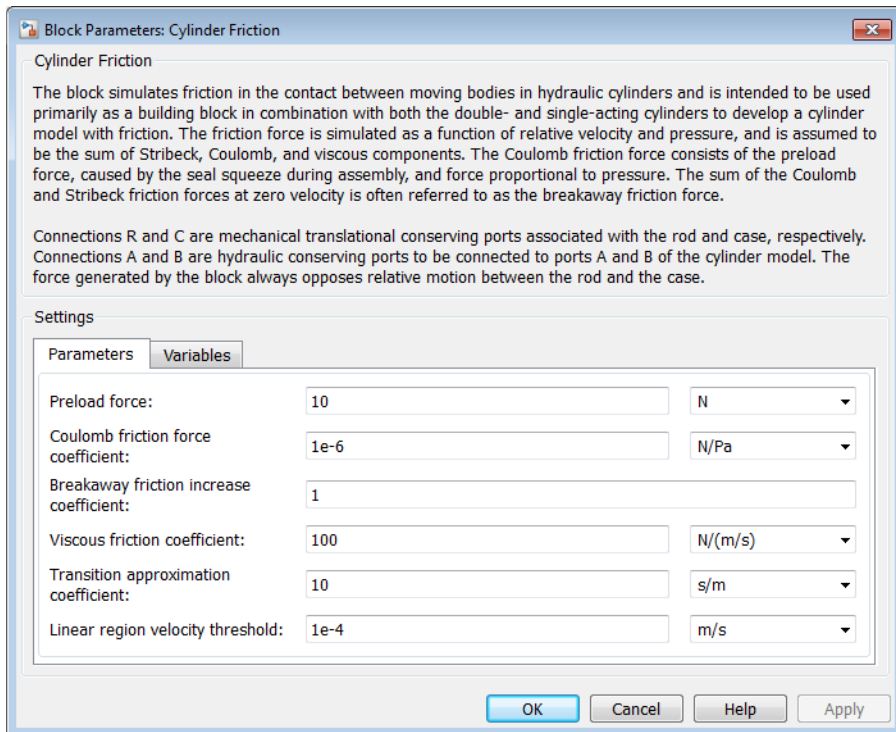 Block Parameters: Cylinder Friction
Cylinder Friction
The block simulates friction in the contact between moving bodies in hydraulic cylinders and is intended to be used
primarily as a building block in combination with both the double- and single-acting cylinders to develop a cylinder
model with friction. The friction force is simulated as a function of relative velocity and pressure, and is assumed to
be the sum of Stribeck, Coulomb, and viscous components. The Coulomb friction force consists of the preload
force, caused by the seal squeeze during assembly, and force proportional to pressure. The sum of the Coulomb
and Stribeck friction forces at zero velocity is often referred to as the breakaway friction force.
Connections R and C are mechanical translational conserving ports associated with the rod and case, respectively.
Connections A and B are hydraulic conserving ports to be connected to ports A and B of the cylinder model. The
force generated by the block always opposes relative motion between the rod and the case.
Settings
Parameters Variables
Preload force: 10 N
Coulomb friction force
coefficient: 1e-6 N/Pa
Breakaway friction increase
coefficient: 1
Viscous friction coefficient: 100 N/(m/s)
Transition approximation
coefficient: 10 s/m
Linear region velocity threshold: 1e-4 m/s
OK Cancel Help Apply